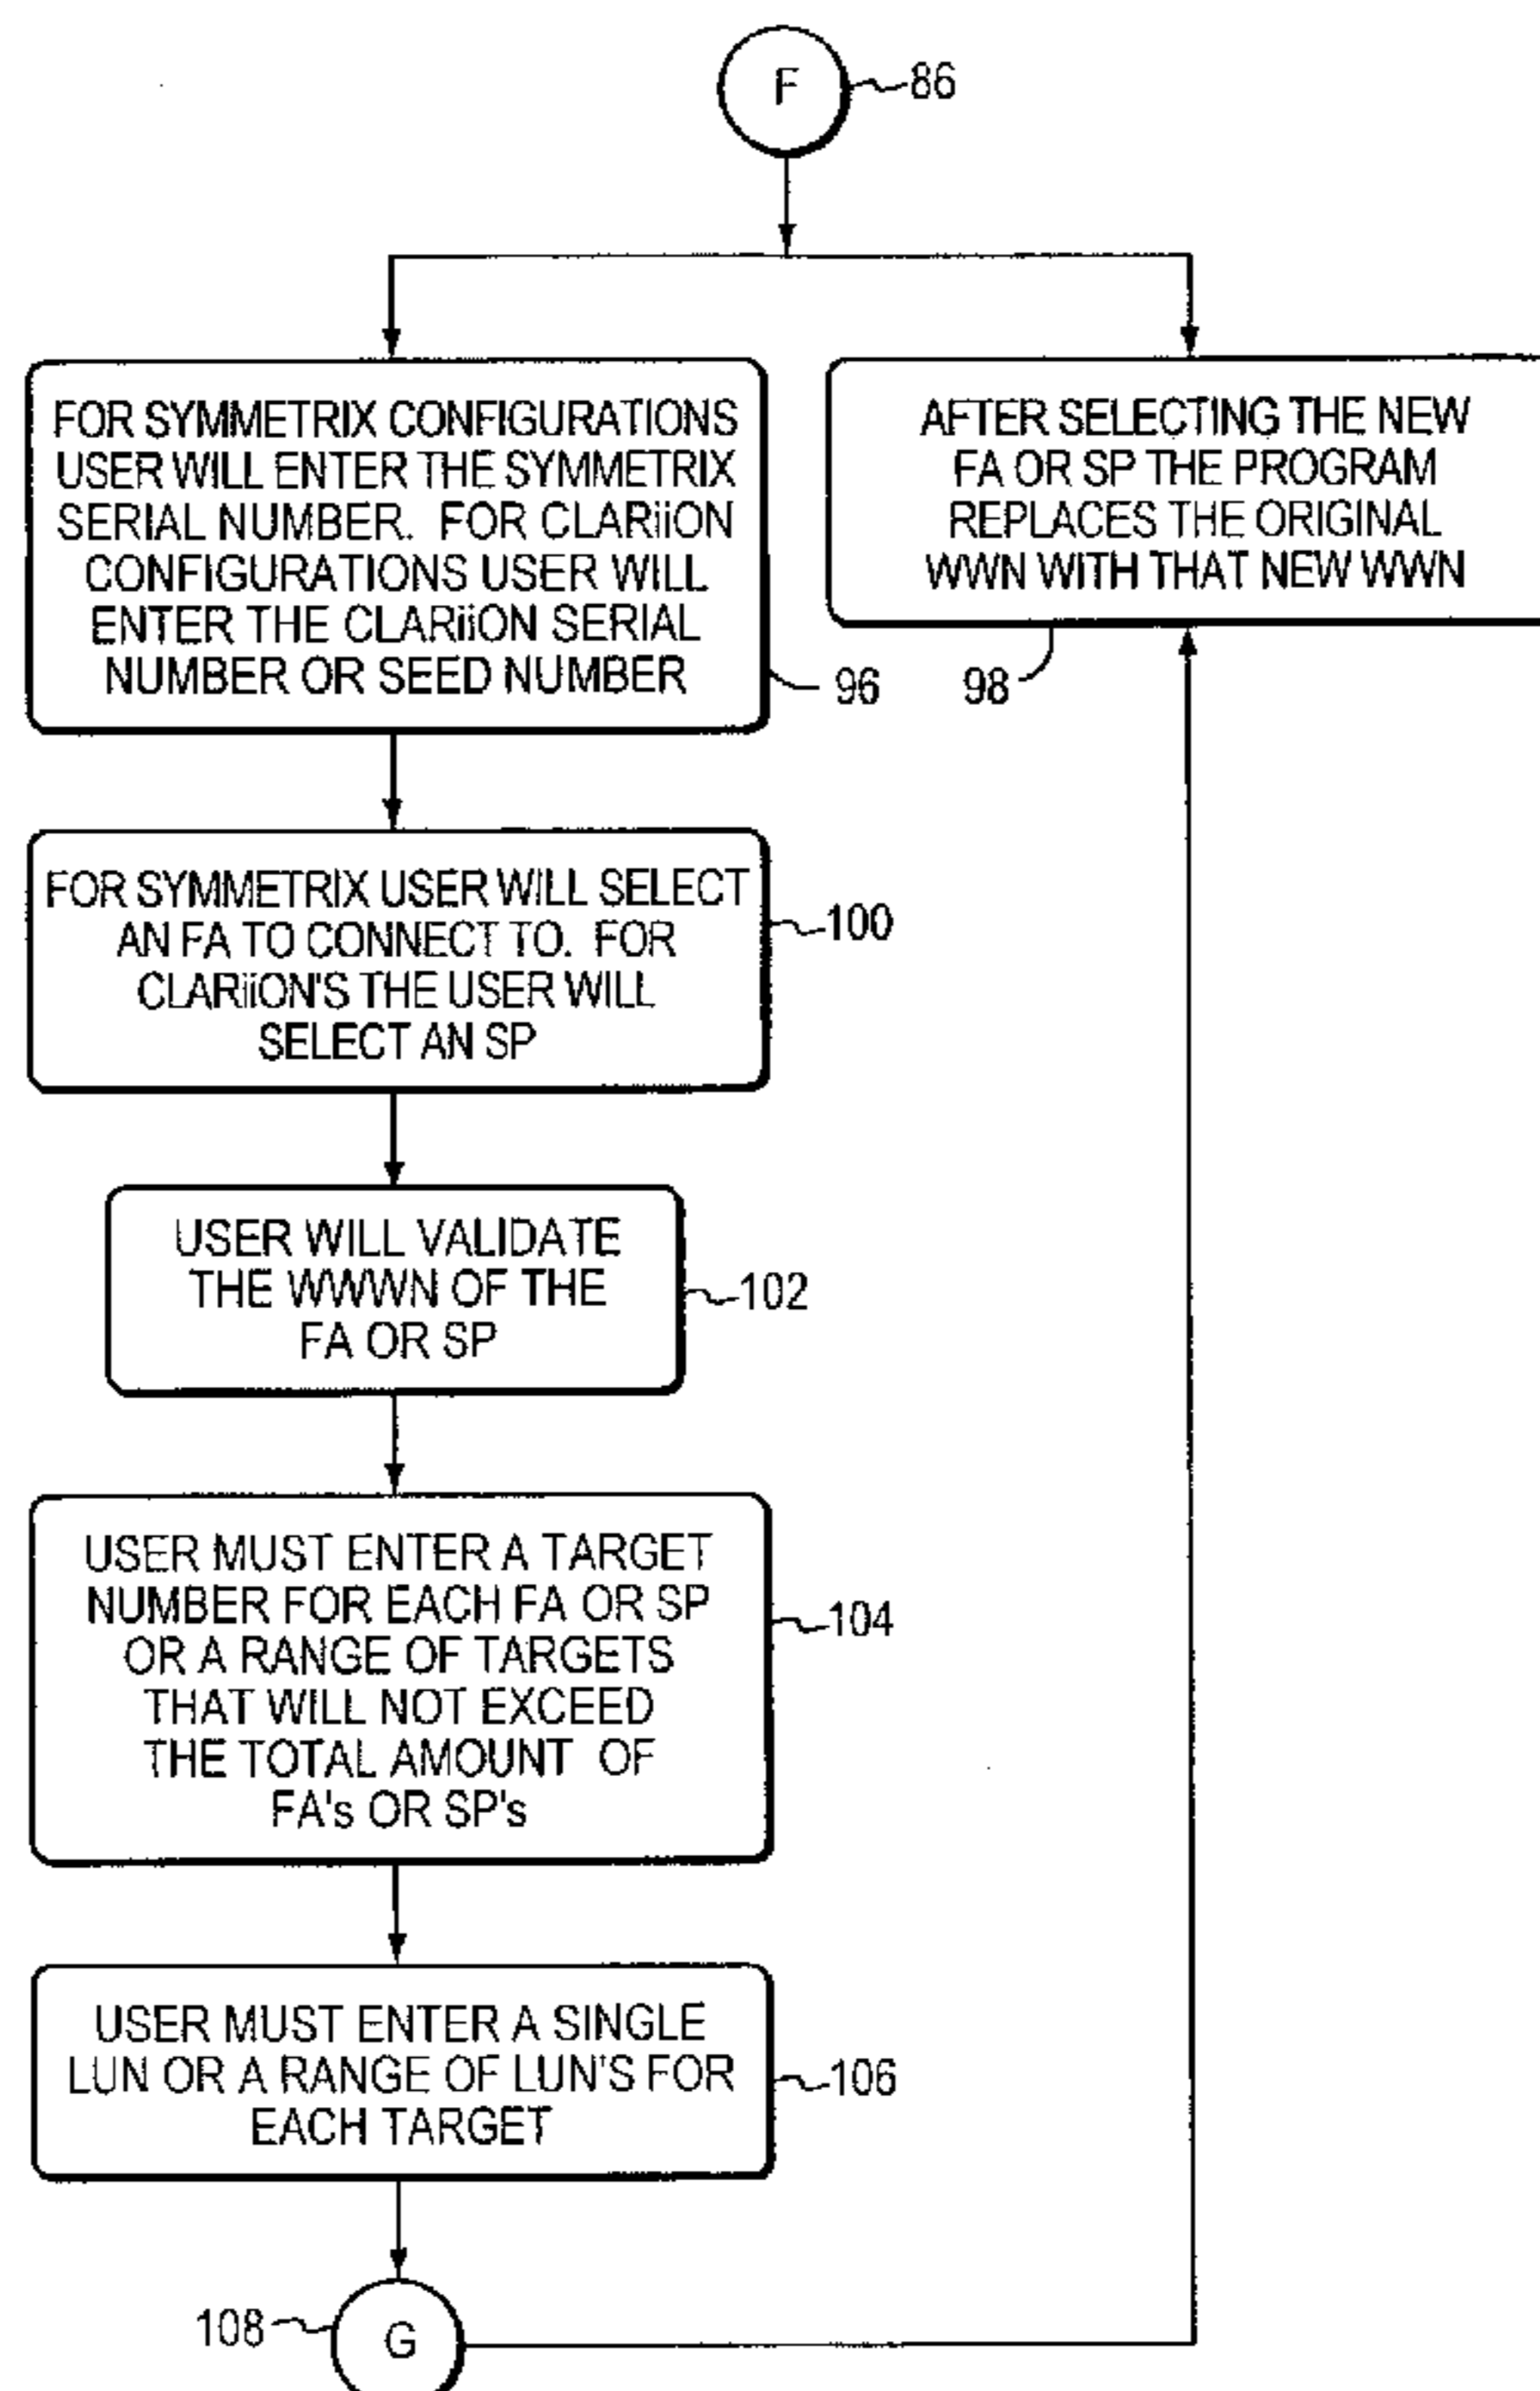 F
86
FOR SYMMETRIX CONFIGURATIONS
USER WILL ENTER THE SYMMETRIX
SERIAL NUMBER. FOR CLARiiON
CONFIGURATIONS USER WILL
ENTER THE CLARiiON SERIAL
NUMBER OR SEED NUMBER
96
AFTER SELECTING THE NEW
FA OR SP THE PROGRAM
REPLACES THE ORIGINAL
WWN WITH THAT NEW WWN
98
FOR SYMMETRIX USER WILL SELECT
AN FA TO CONNECT TO. FOR
CLARiiON'S THE USER WILL
SELECT AN SP
100
USER WILL VALIDATE
THE WWWN OF THE
FA OR SP
102
USER MUST ENTER A TARGET
NUMBER FOR EACH FA OR SP
OR A RANGE OF TARGETS
THAT WILL NOT EXCEED
THE TOTAL AMOUNT OF
FA's OR SP's
104
USER MUST ENTER A SINGLE
LUN OR A RANGE OF LUN'S FOR
EACH TARGET
106
108
G